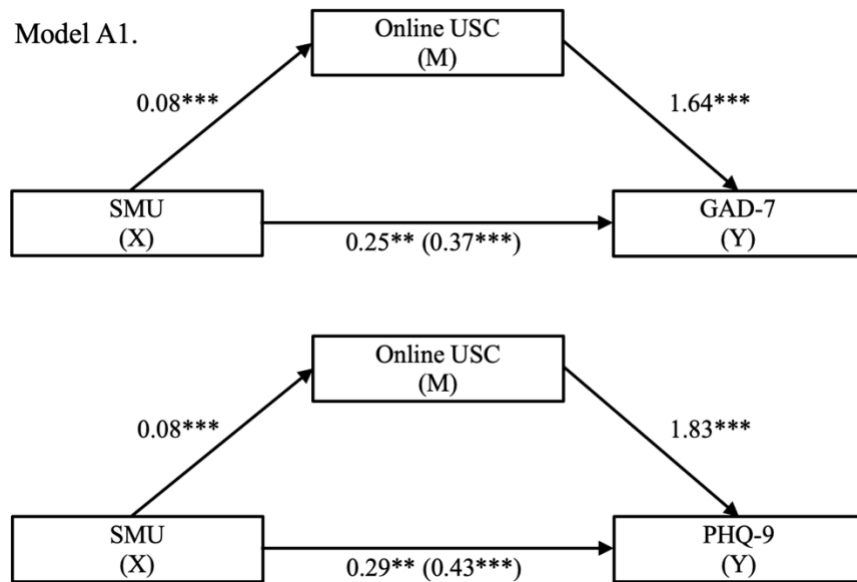 Model A1.
Online USC
(M)
0.08***
1.64***
SMU
(X)
GAD-7
(Y)
0.25** (0.37***)
Online USC
(M)
0.08***
1.83***
SMU
(X)
PHQ-9
(Y)
0.29** (0.43***)